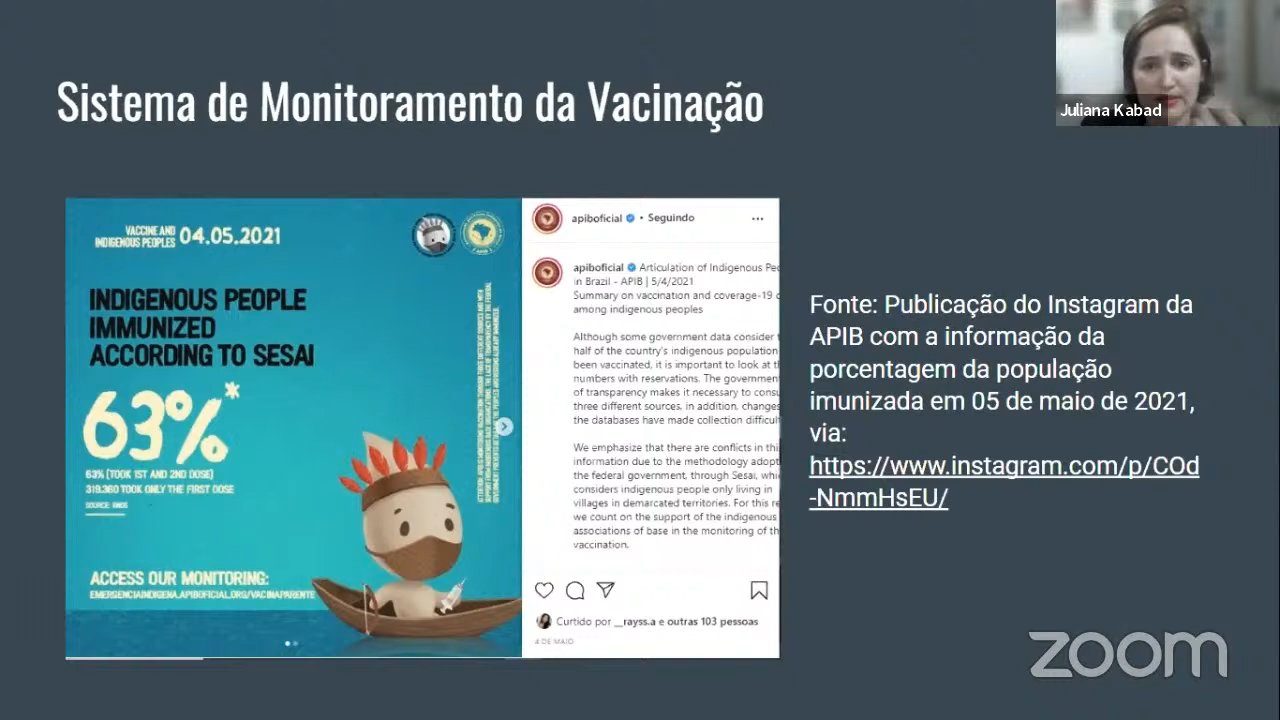 Juliana Kabad
Sistema de Monitoramento da Vacinação
VACCINE AND
INDIGENOUS PEOPLES 04.05.2021
INDIGENOUS PEOPLE
IMMUNIZED
ACCORDING TO SESAI
63%*
63% (TOOK 1ST AND 2ND DOSE)
319.360 TOOK ONLY THE FIRST DOSE
ACCESS OUR MONITORING:
EMERGENCIAINDIGENA.APIBOFICIAL.ORG/VACINAPARENTE
apiboficial • Seguindo
apiboficial Articulation of Indigenous Peo
in Brazil - APIB | 5/4/2021
Summary on vaccination and coverage-19 c
among indigenous peoples
Although some government data consider t
half of the country's indigenous population
been vaccinated, it is important to look at th
numbers with reservations. The government
of transparency makes it necessary to consu
three different sources, in addition, changes
the databases have made collection difficult
We emphasize that there are conflicts in this
information due to the methodology adopt
the federal government, through Sesai, whic
considers indigenous people only living in
villages in demarcated territories. For this re
we count on the support of the indigenous
associations of base in the monitoring of th
vaccination.
Curtido por __rayss.a e outras 103 pessoas
4 DE MAIO
Fonte: Publicação do Instagram da
APIB com a informação da
porcentagem da população
imunizada em 05 de maio de 2021,
via:
https://www.instagram.com/p/COd
-NmmHsEU/
zoom